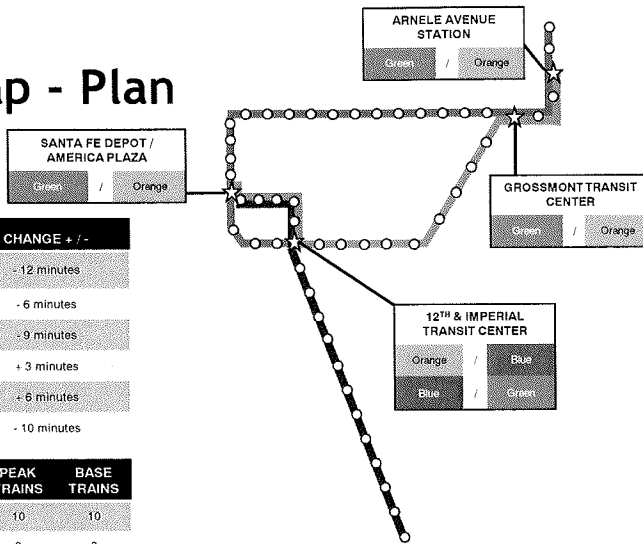 ap - Plan
ARNELE AVENUE
STATION
Green / Orange
SANTA FE DEPOT /
AMERICA PLAZA
Green / Orange
GROSSMONT TRANSIT
CENTER
Green / Orange
12TH & IMPERIAL
TRANSIT CENTER
Orange / Blue
Blue / Green
CHANGE + / -
- 12 minutes
- 6 minutes
- 9 minutes
+ 3 minutes
+ 6 minutes
- 10 minutes
PEAK BASE
TRAINS TRAINS
10 10